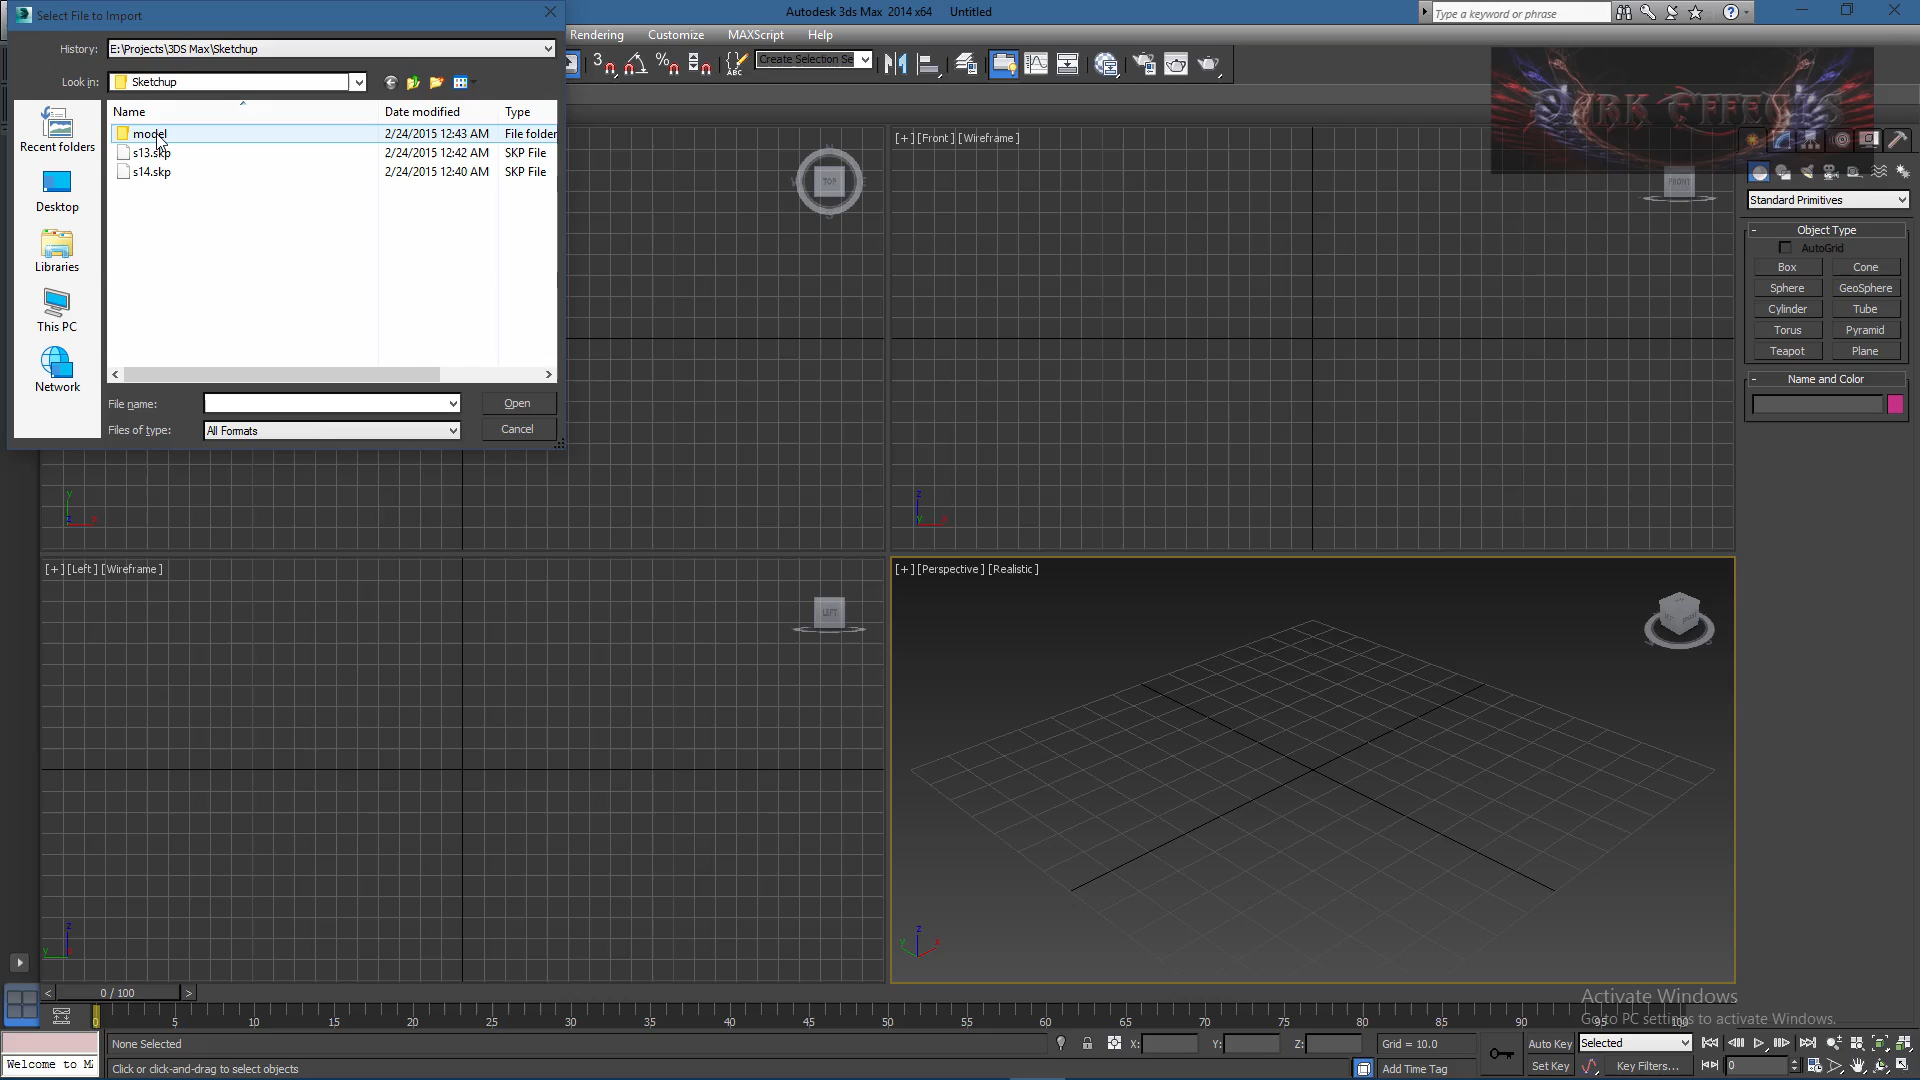 Select File to Import
Autodesk 3ds Max 2014 x64 Untitled
Type a keyword or phrase
History: E:\Projects\3DS Max\Sketchup
Rendering Customize MAXScript Help
Create Selection Se
Look in: Sketchup
DARK EFFECTS
Name Date modified Type
model 2/24/2015 12:43 AM File folder
s13.skp 2/24/2015 12:42 AM SKP File
s14.skp 2/24/2015 12:40 AM SKP File
Recent folders
Desktop
Libraries
This PC
Network
File name: Open
Files of type: All Formats Cancel
[+] [Front ] [Wireframe ]
TOP
FRONT
Standard Primitives
- Object Type
AutoGrid
Box Cone
Sphere GeoSphere
Cylinder Tube
Torus Pyramid
Teapot Plane
- Name and Color
y
z x
z
y x
[+] [Left ] [Wireframe ]
LEFT
[+] [Perspective ] [Realistic ]
z
y
z
y x
< 0 / 100 >
0 5 10 15 20 25 30 35 40 45 50 55 60 65 70 75 80 85 90 95 100
Activate Windows
Go to PC settings to activate Windows.
None Selected X: Y: Z: Grid = 10.0 Auto Key Selected
Welcome to M
Click or click-and-drag to select objects Add Time Tag Set Key Key Filters... 0